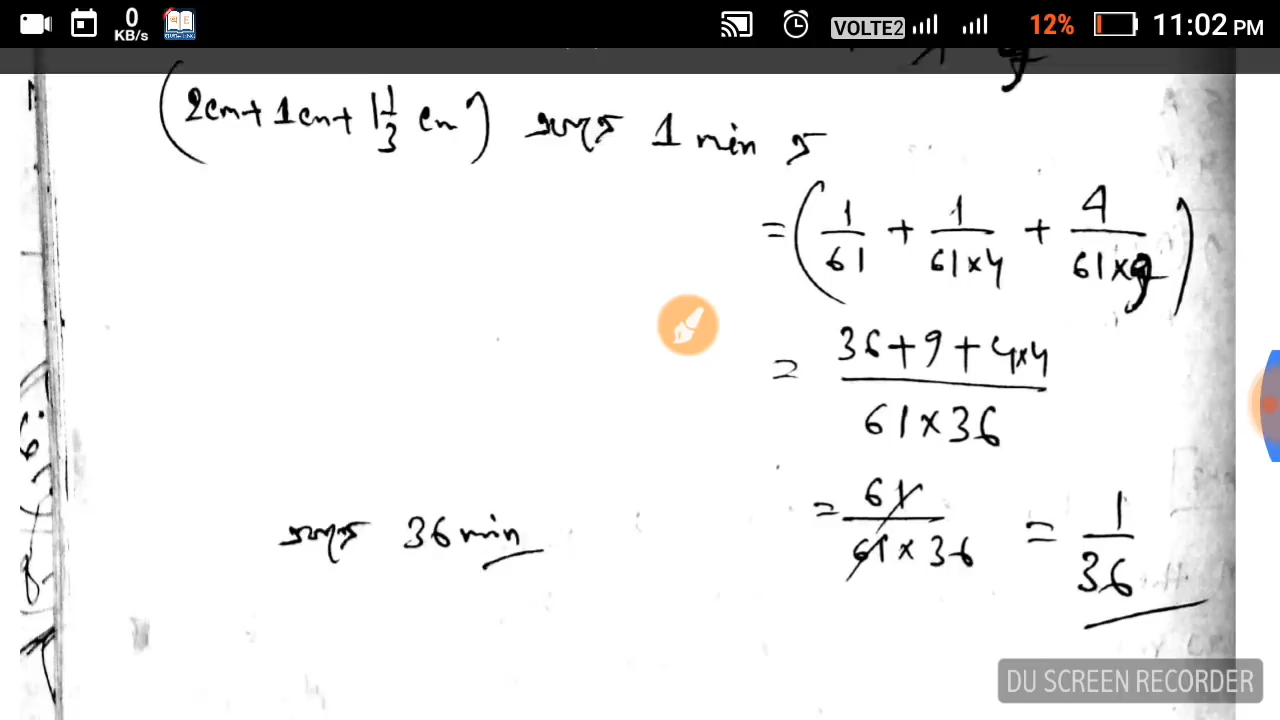 0 KB/s VOLTE2 12% 11:02 PM
(2cm + 1cm + 1 1/3 cm) 1 min
= (1/61 + 1/(61×4) + 4/(61×9))
= (36+9+4×4)/(61×36)
= 61/(61×36) = 1/36
36 min
DU SCREEN RECORDER